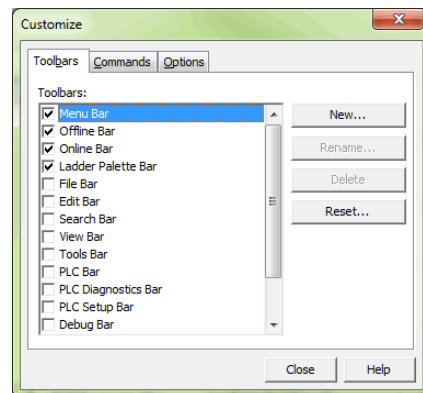 Customize
Toolbars Commands Options
Toolbars:
Menu Bar
Offline Bar
Online Bar
Ladder Palette Bar
File Bar
Edit Bar
Search Bar
View Bar
Tools Bar
PLC Bar
PLC Diagnostics Bar
PLC Setup Bar
Debug Bar
New...
Rename...
Delete
Reset...
Close Help